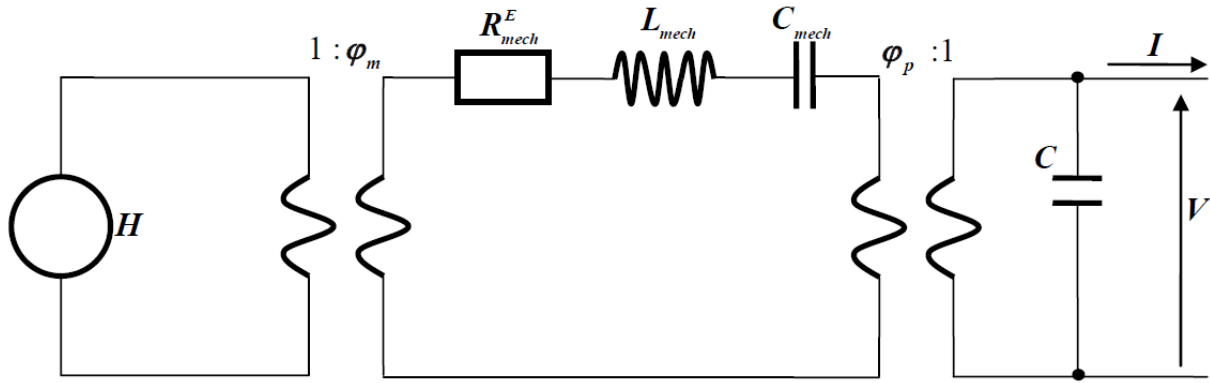 1 : φₘ
R^E_mech
L_mech
C_mech
φₚ :1
I
H
C
V